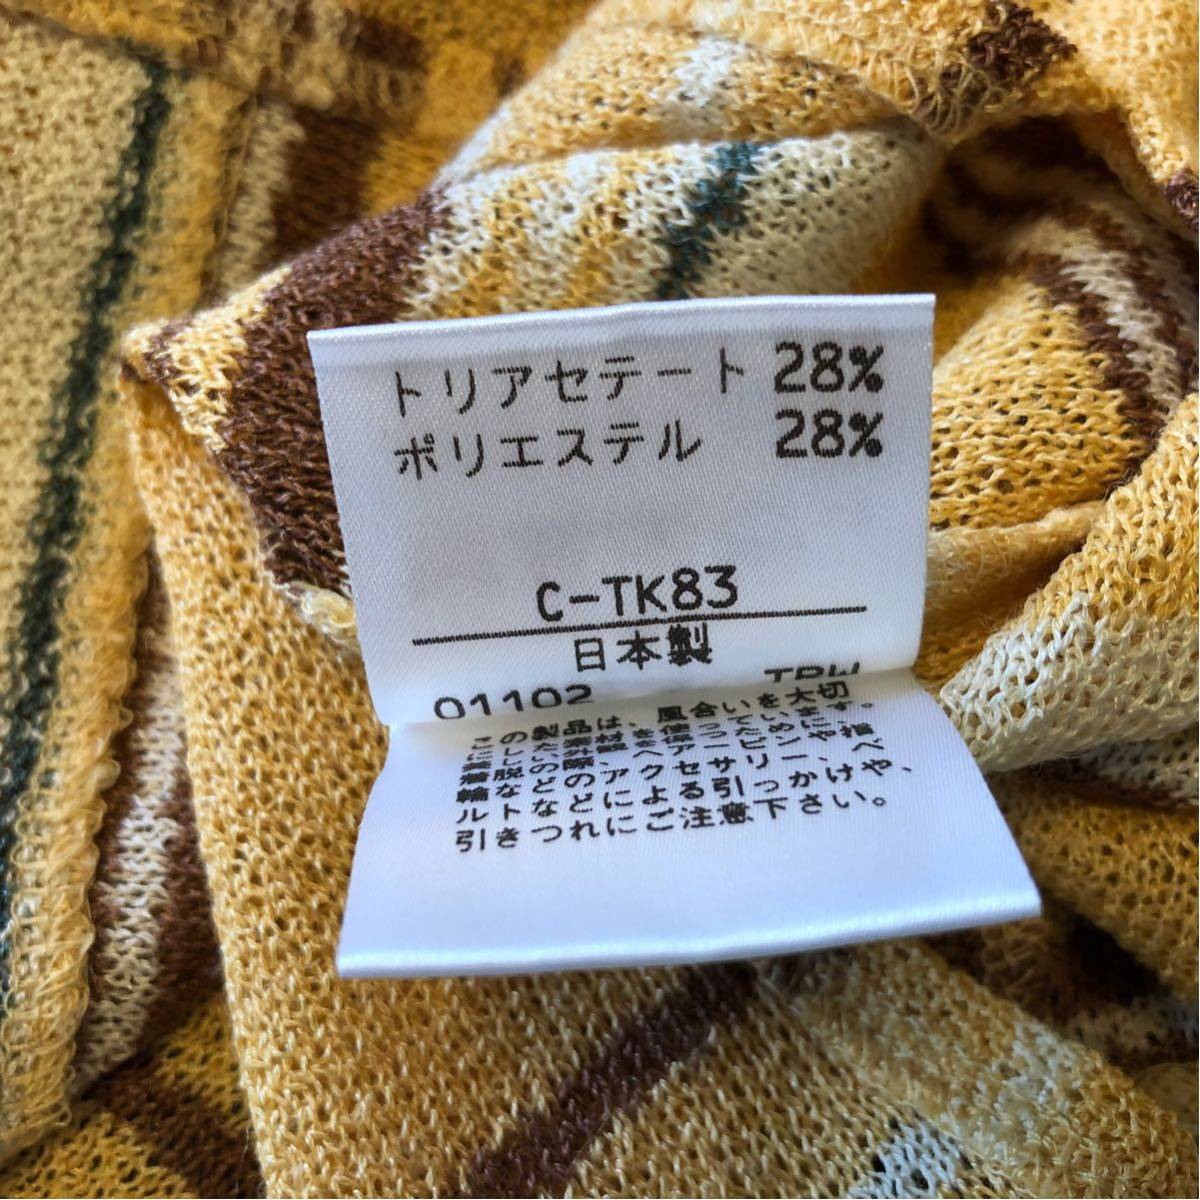 トリアセテート 28%
ポリエステル 28%
C-TK83
日本製
01102 TRW
この製品は、風合いを大切
にした素材を使っています。
着脱の際、ヘアーピンや指
輪などのアクセサリー、ベ
ルトなどによる引っかけや、
引きつれにご注意下さい。